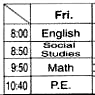 Fri.
8:00 English
8:50 Social
Studies
9:50 Math
10:40 P.E.